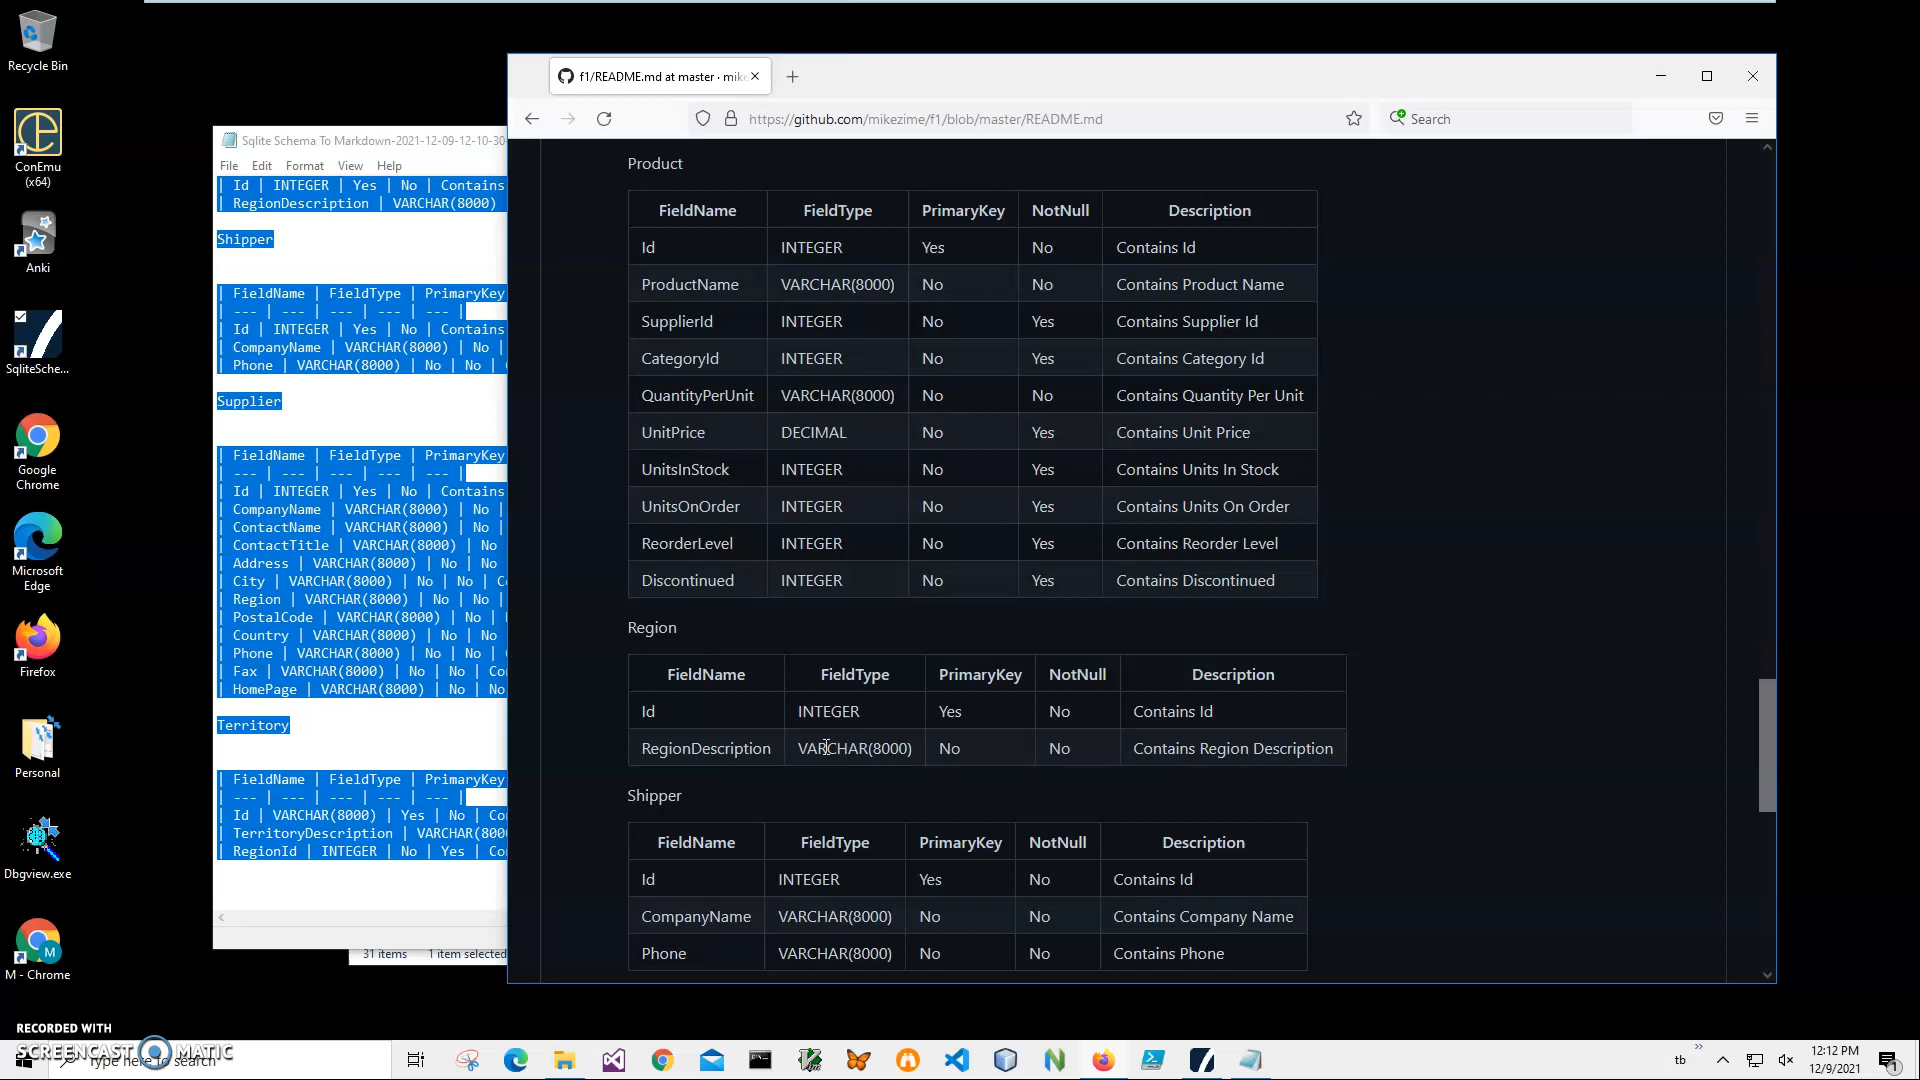 Recycle Bin
ConEmu
(x64)
Anki
SqliteSche...
Google
Chrome
Microsoft
Edge
Firefox
Personal
Dbgview.exe
M - Chrome
Sqlite Schema To Markdown-2021-12-09-12-10-30-
File Edit Format View Help
| Id | INTEGER | Yes | No | Contains
| RegionDescription | VARCHAR(8000)
Shipper
| FieldName | FieldType | PrimaryKey
| --- | --- | --- | --- | --- |
| Id | INTEGER | Yes | No | Contains
| CompanyName | VARCHAR(8000) | No |
| Phone | VARCHAR(8000) | No | No |
Supplier
| FieldName | FieldType | PrimaryKey
| --- | --- | --- | --- | --- |
| Id | INTEGER | Yes | No | Contains
| CompanyName | VARCHAR(8000) | No |
| ContactName | VARCHAR(8000) | No |
| ContactTitle | VARCHAR(8000) | No
| Address | VARCHAR(8000) | No | No
| City | VARCHAR(8000) | No | No | Co
| Region | VARCHAR(8000) | No | No |
| PostalCode | VARCHAR(8000) | No |
| Country | VARCHAR(8000) | No | No
| Phone | VARCHAR(8000) | No | No |
| Fax | VARCHAR(8000) | No | No | Con
| HomePage | VARCHAR(8000) | No | No
Territory
| FieldName | FieldType | PrimaryKey
| --- | --- | --- | --- | --- |
| Id | VARCHAR(8000) | Yes | No | Con
| TerritoryDescription | VARCHAR(800
| RegionId | INTEGER | No | Yes | Con
31 items 1 item selected
f1/README.md at master · mike
https://github.com/mikezime/f1/blob/master/README.md
Search
Product
FieldName FieldType PrimaryKey NotNull Description
Id INTEGER Yes No Contains Id
ProductName VARCHAR(8000) No No Contains Product Name
SupplierId INTEGER No Yes Contains Supplier Id
CategoryId INTEGER No Yes Contains Category Id
QuantityPerUnit VARCHAR(8000) No No Contains Quantity Per Unit
UnitPrice DECIMAL No Yes Contains Unit Price
UnitsInStock INTEGER No Yes Contains Units In Stock
UnitsOnOrder INTEGER No Yes Contains Units On Order
ReorderLevel INTEGER No Yes Contains Reorder Level
Discontinued INTEGER No Yes Contains Discontinued
Region
FieldName FieldType PrimaryKey NotNull Description
Id INTEGER Yes No Contains Id
RegionDescription VARCHAR(8000) No No Contains Region Description
Shipper
FieldName FieldType PrimaryKey NotNull Description
Id INTEGER Yes No Contains Id
CompanyName VARCHAR(8000) No No Contains Company Name
Phone VARCHAR(8000) No No Contains Phone
RECORDED WITH
SCREENCAST MATIC
Type here to search
tb
12:12 PM
12/9/2021
1